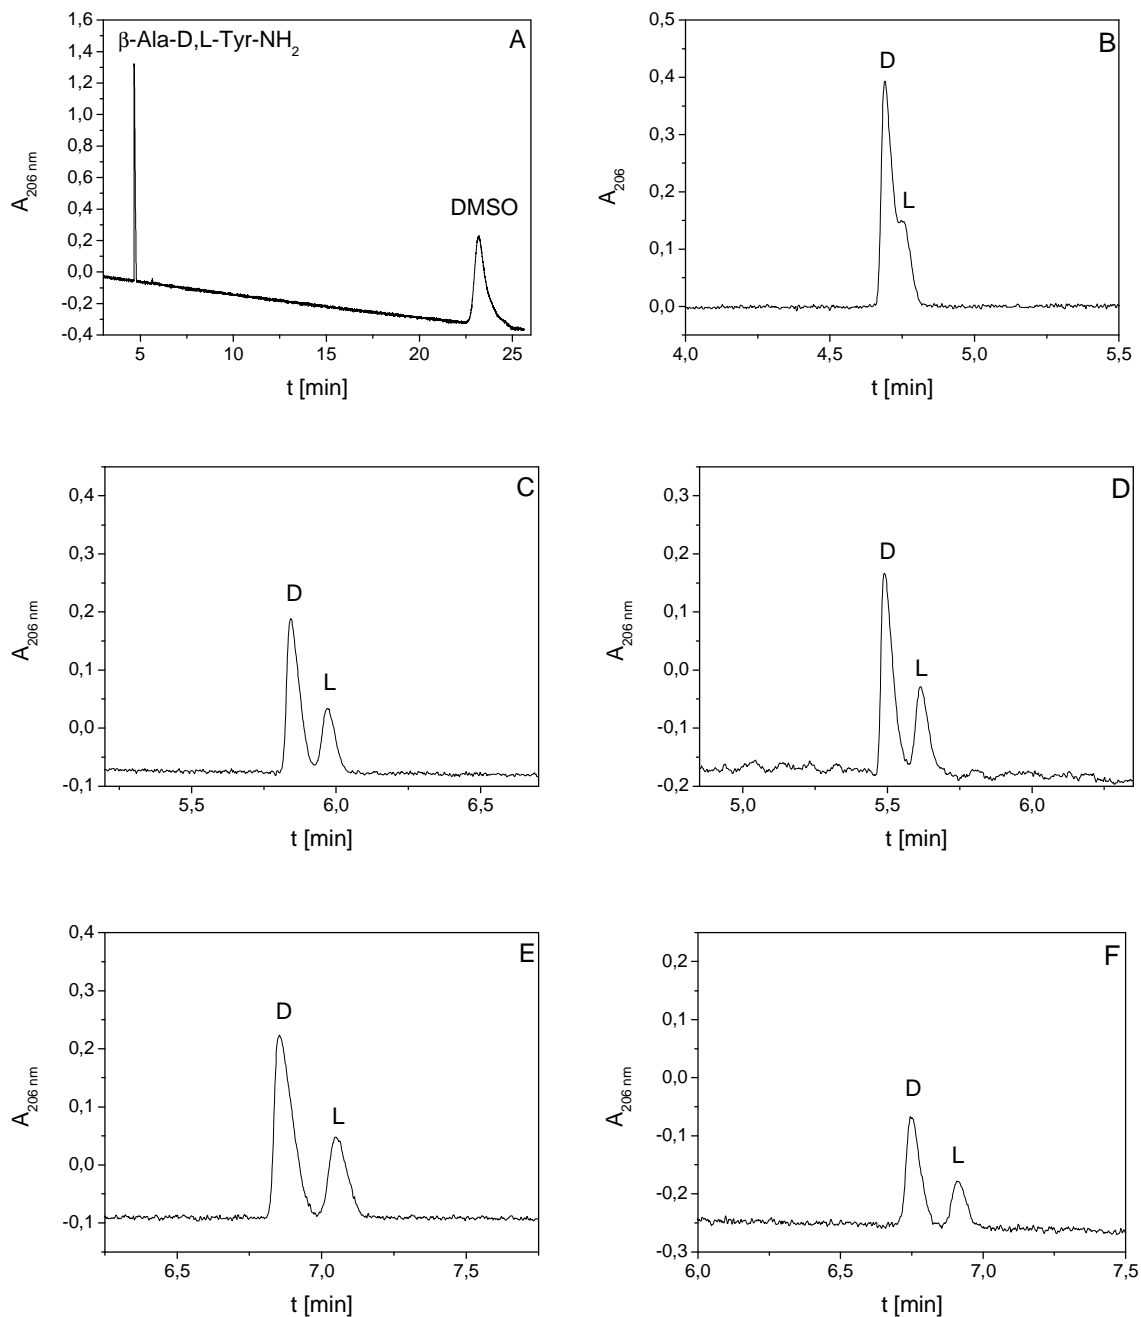 β-Ala-D,L-Tyr-NH₂
A
DMSO
1,6
1,4
1,2
1,0
0,8
0,6
0,4
0,2
0,0
-0,2
-0,4
A₂₀₆ ₙₘ
5
10
15
20
25
t [min]
B
D
L
0,5
0,4
0,3
0,2
0,1
0,0
A₂₀₆
4,0
4,5
5,0
5,5
t [min]
C
D
L
0,4
0,3
0,2
0,1
0,0
-0,1
A₂₀₆ ₙₘ
5,5
6,0
6,5
t [min]
D
D
L
0,3
0,2
0,1
0,0
-0,1
-0,2
A₂₀₆ ₙₘ
5,0
5,5
6,0
t [min]
E
D
L
0,4
0,3
0,2
0,1
0,0
-0,1
A₂₀₆ ₙₘ
6,5
7,0
7,5
t [min]
F
D
L
0,2
0,1
0,0
-0,1
-0,2
-0,3
A₂₀₆ ₙₘ
6,0
6,5
7,0
7,5
t [min]